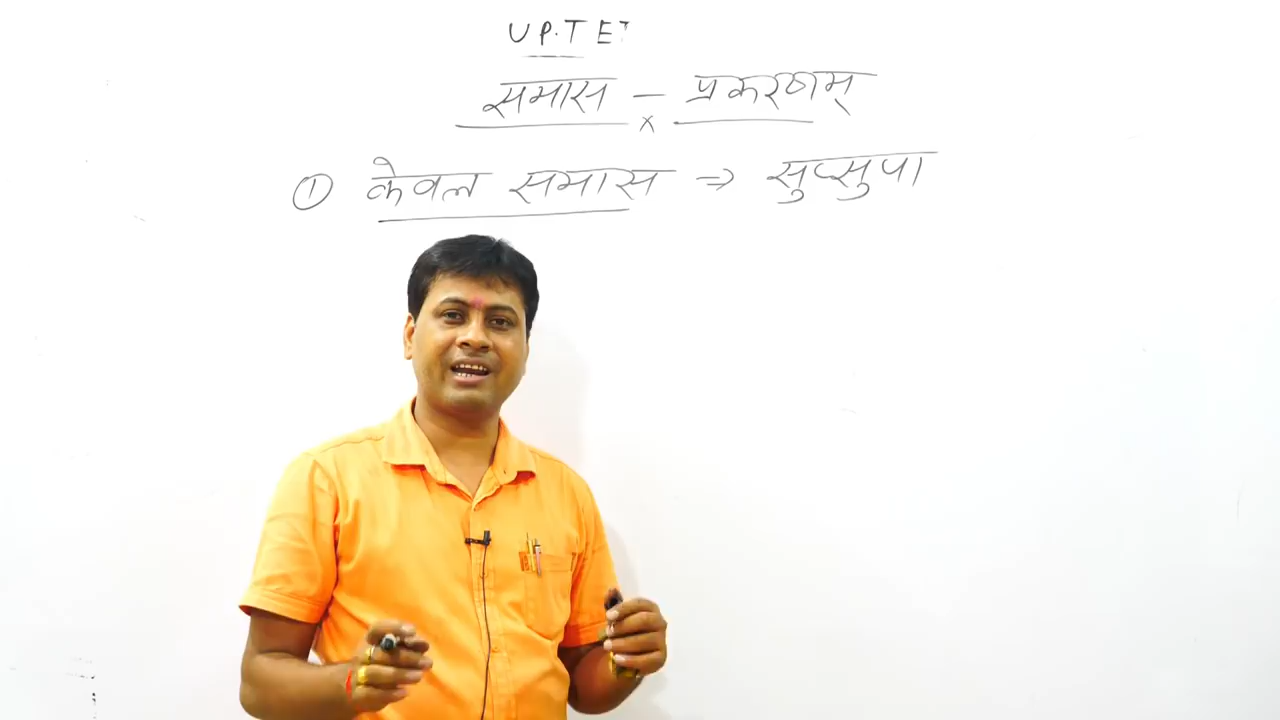 UP.TET
समास - प्रकरणम्
x
① केवल समास ⇒ सुप्सुपा